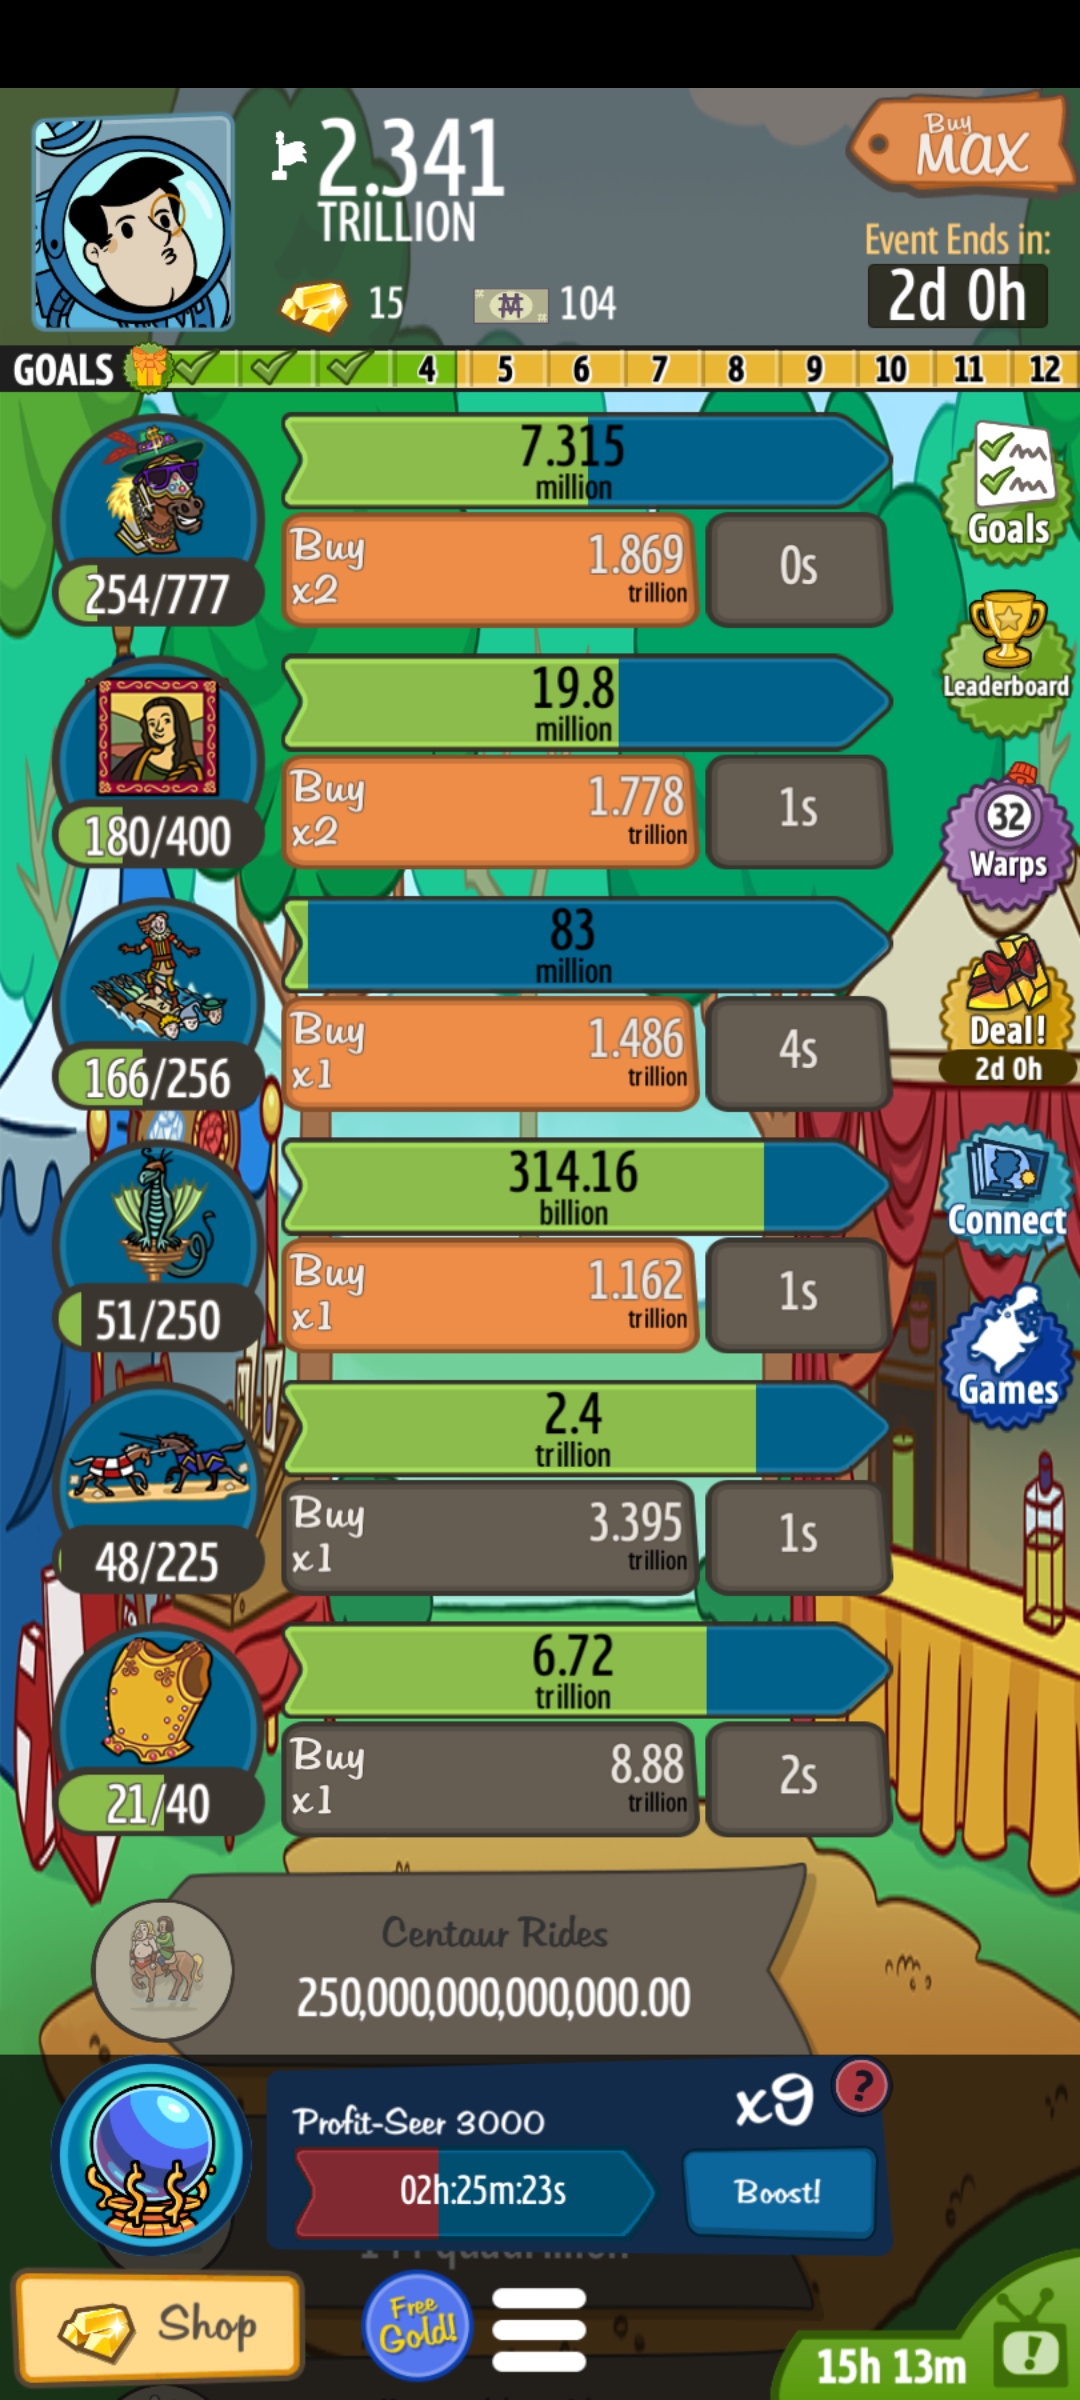 2.341
TRILLION
Buy
MAX
Event Ends in:
2d 0h
15
104
GOALS
4
5
6
7
8
9
10
11
12
7.315
million
Buy
x2
1.869
trillion
0s
254/777
Goals
19.8
million
Buy
x2
1.778
trillion
1s
180/400
Leaderboard
83
million
Buy
x1
1.486
trillion
4s
166/256
32
Warps
Deal!
2d 0h
314.16
billion
Buy
x1
1.162
trillion
1s
51/250
Connect
Games
2.4
trillion
Buy
x1
3.395
trillion
1s
48/225
6.72
trillion
Buy
x1
8.88
trillion
2s
21/40
Centaur Rides
250,000,000,000,000.00
Profit-Seer 3000
x9
?
02h:25m:23s
Boost!
Shop
Free
Gold!
15h 13m
!